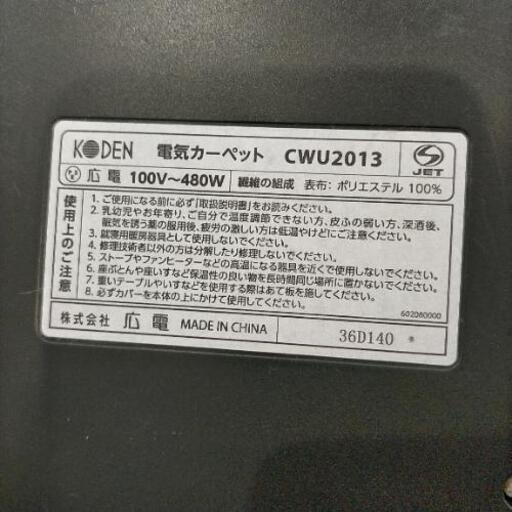 KODEN 電気カーペット CWU2013
JET
広電 100V～480W 繊維の組成 表布：ポリエステル 100%
使用上のご注意
1. ご使用になる前に必ず「取扱説明書」をお読みください。
2. 乳幼児やお年寄り、ご自分で温度調節できない方、皮ふの弱い方、深酒後、
眠気を誘う薬の服用後、疲労の激しい方は低温やけどにご注意ください。
3. 就寝用暖房器具として使用しないでください。
4. 修理技術者以外の方は分解したり修理しないでください。
5. ストーブやファンヒーターなどの高温になる器具を近くで使用しないでください。
6. 座ぶとんや座いすなど保温性の良い物を長時間同じ場所に置かないでください。
7. 重いテーブルやいすなどを使用する際はあて板を施してください。
8. 必ずカバーを本体の上にかけて使用してください。
602080000
株式会社 広電 MADE IN CHINA 36D140